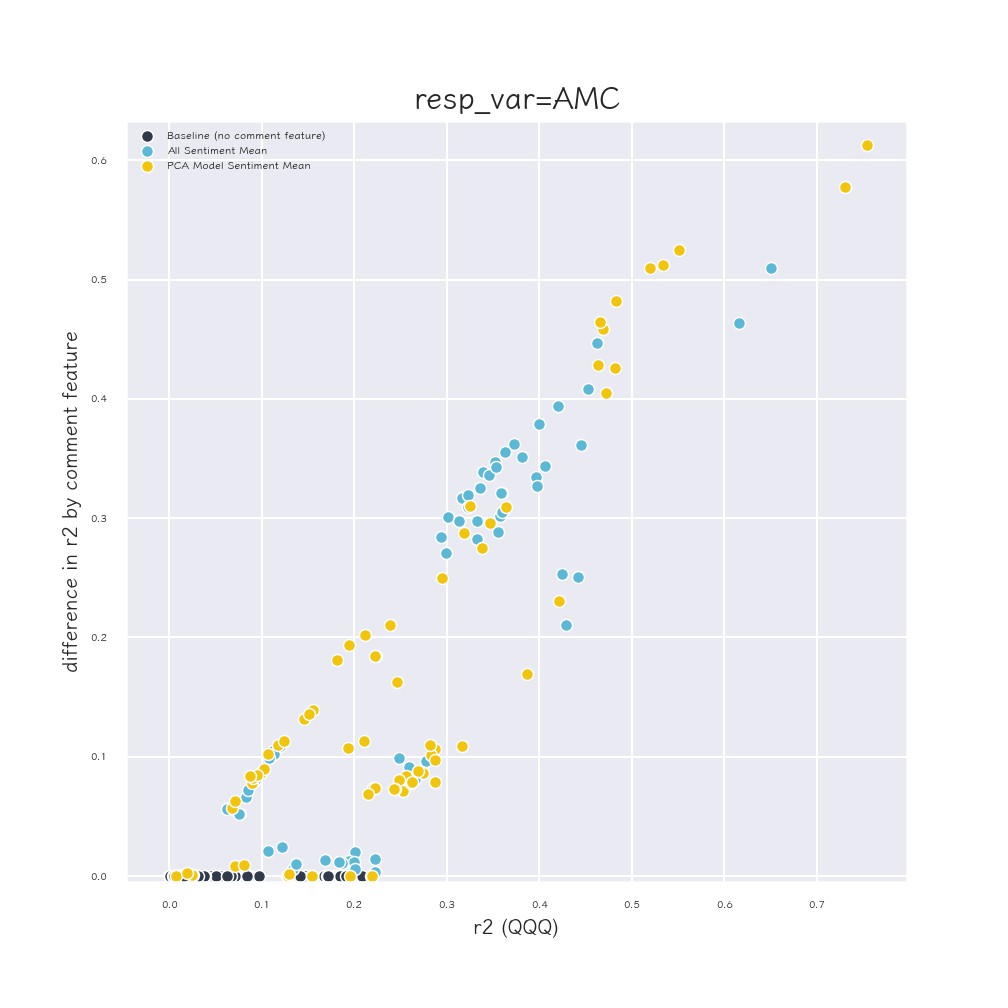 resp_var=AMC
Baseline (no comment feature)
All Sentiment Mean
PCA Model Sentiment Mean
difference in r2 by comment feature
0.6
0.5
0.4
0.3
0.2
0.1
0.0
0.0 0.1 0.2 0.3 0.4 0.5 0.6 0.7
r2 (QQQ)